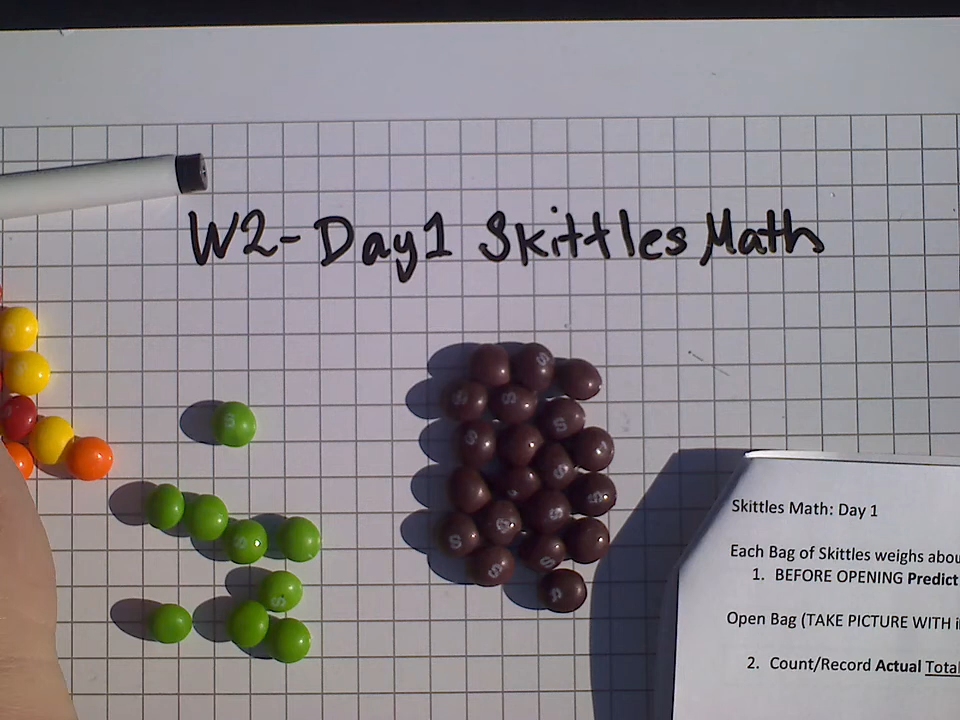 W2-Day1 Skittles Math
Skittles Math: Day 1
Each Bag of Skittles weighs
1. BEFORE OPENING Predict
Open Bag (TAKE PICTURE WITH
2. Count/Record Actual Total